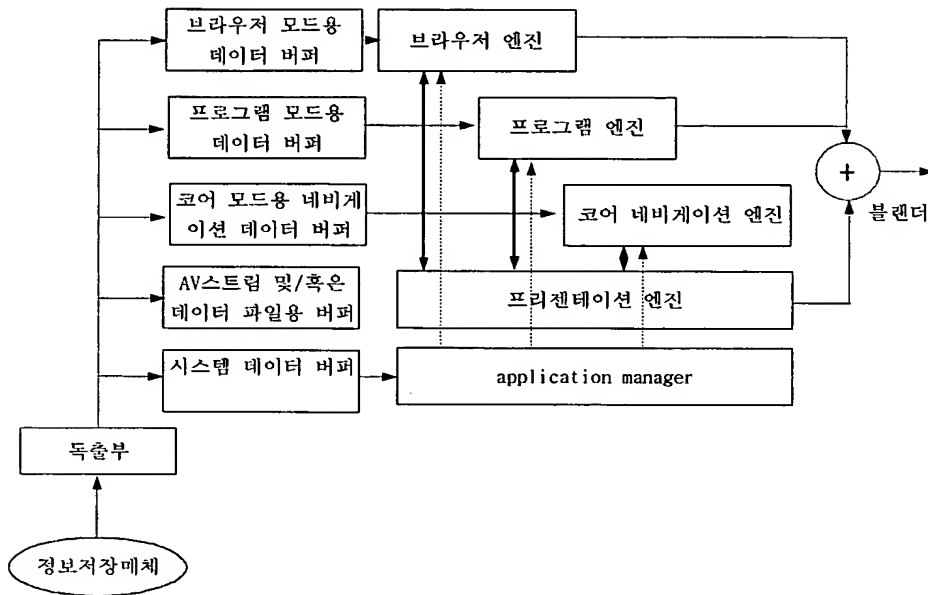 브라우저 모드용
데이터 버퍼
브라우저 엔진
프로그램 모드용
데이터 버퍼
프로그램 엔진
+
블랜더
코어 모드용 네비게
이션 데이터 버퍼
코어 네비게이션 엔진
AV스트림 및/혹은
데이터 파일용 버퍼
프리젠테이션 엔진
시스템 데이터 버퍼
application manager
독출부
정보저장매체